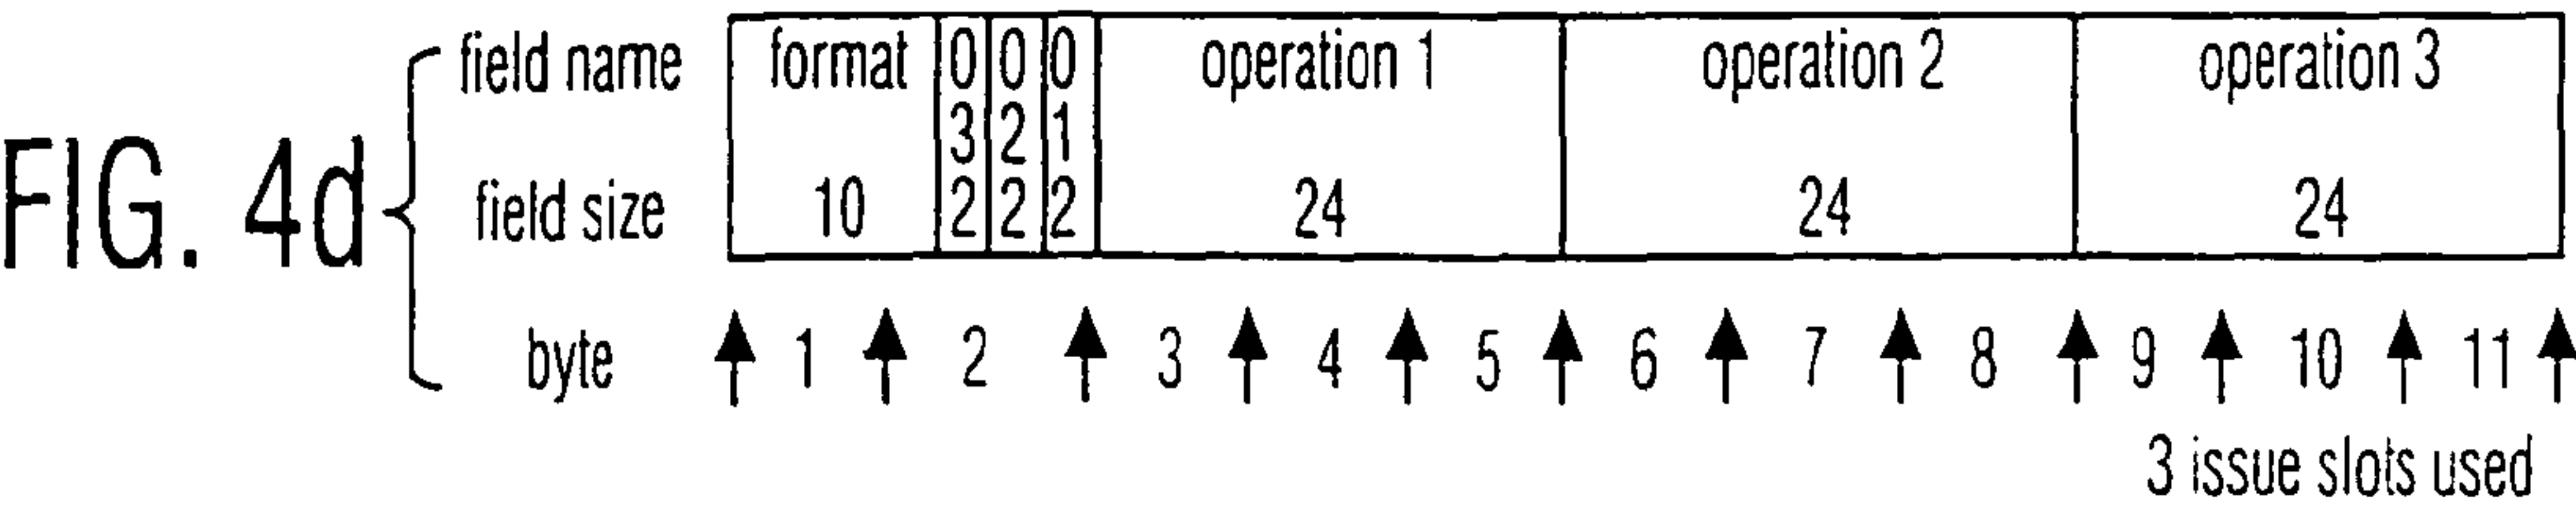 FIG. 4d
field name format 0 0 0 operation 1 operation 2 operation 3
3 2 1
field size 10 2 2 2 24 24 24
byte 1 2 3 4 5 6 7 8 9 10 11
3 issue slots used